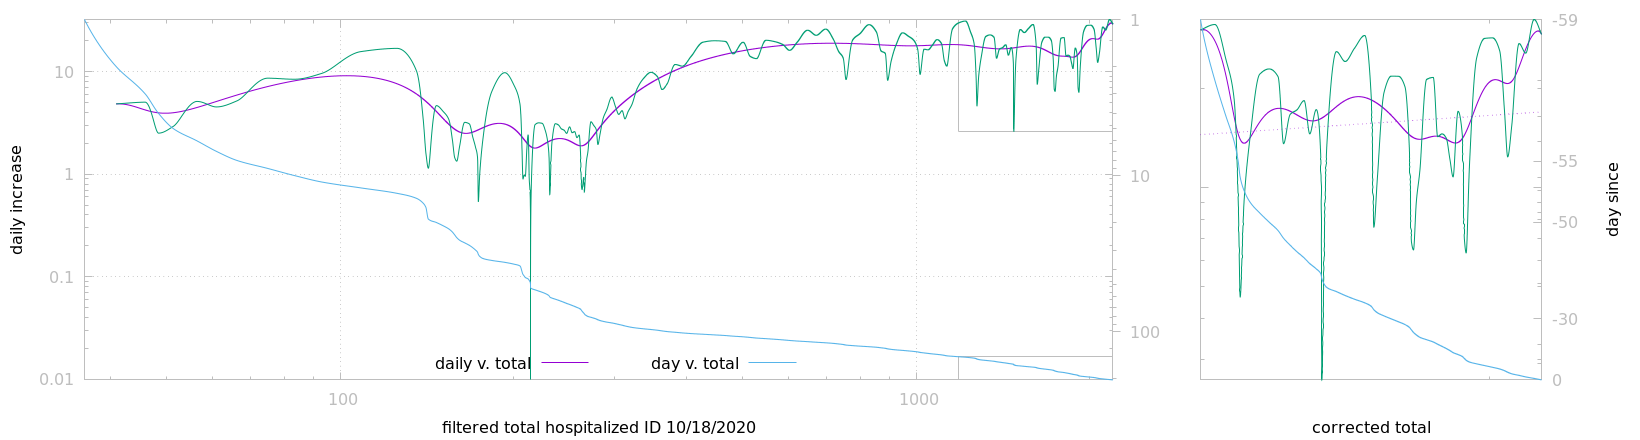 daily increase
10
1
0.1
0.01
1
10
100
daily v. total
day v. total
100
1000
filtered total hospitalized ID 10/18/2020
-59
-55
-50
-30
0
day since
corrected total